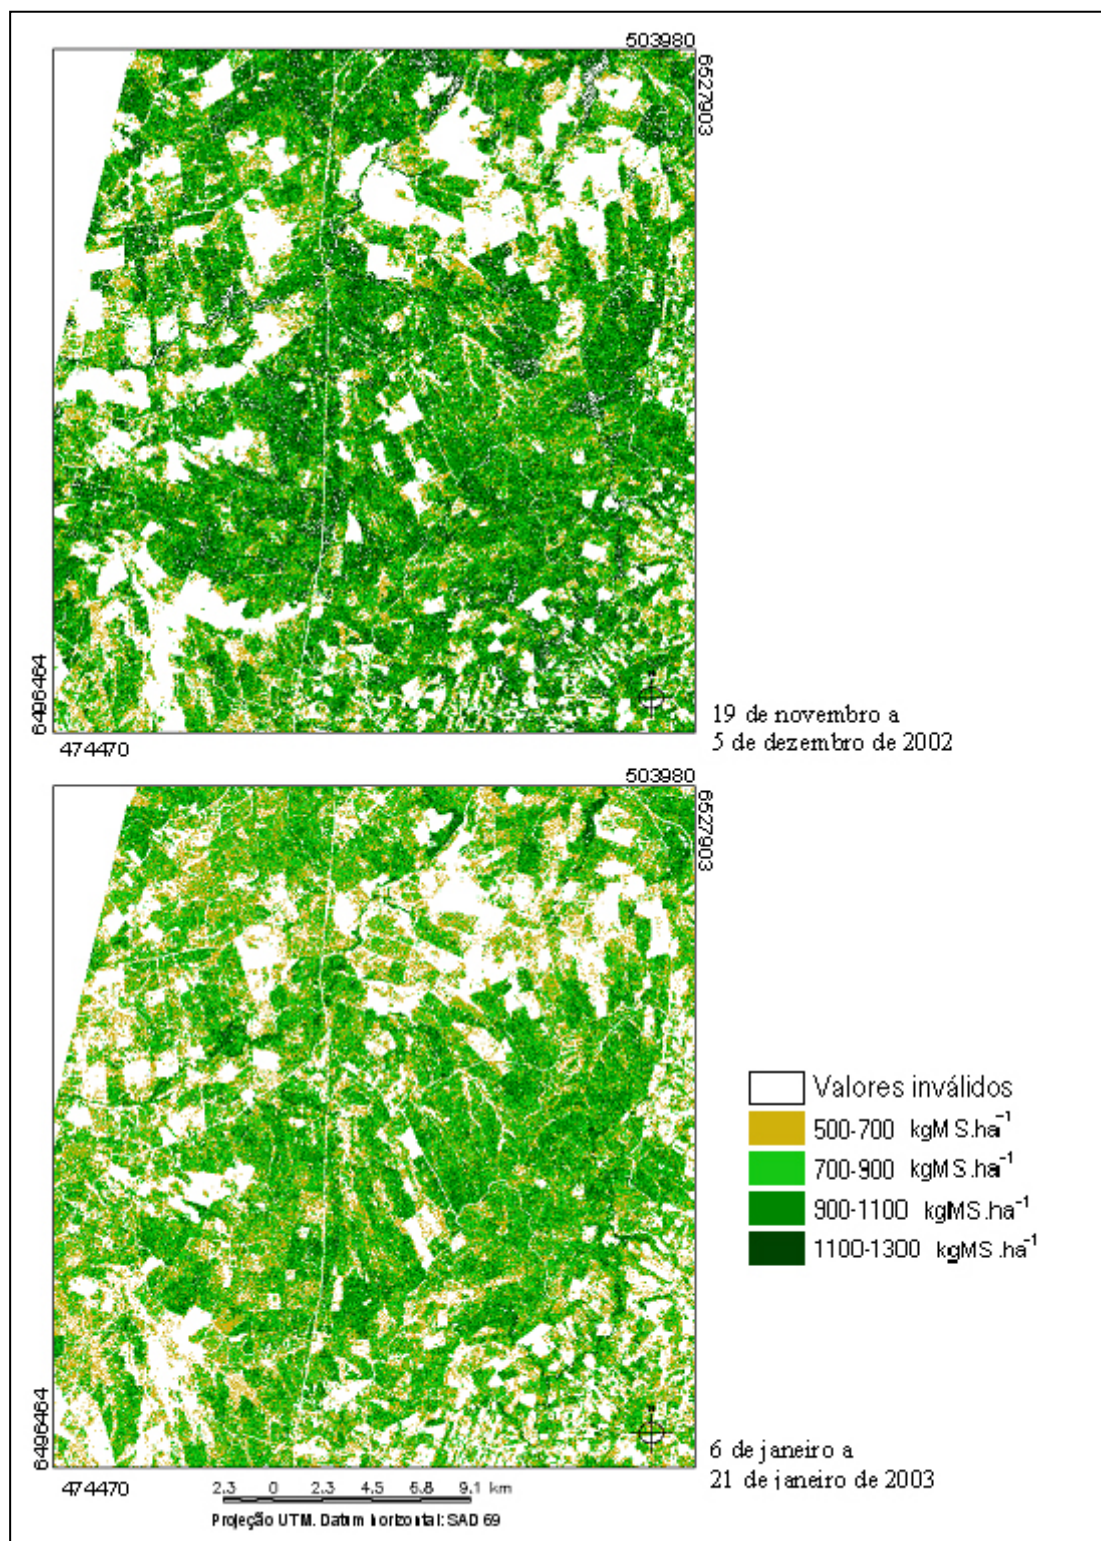 503980
6527903
6496464
474470
19 de novembro a
5 de dezembro de 2002
503980
6527903
Valores inválidos
500-700 kgMS.ha⁻¹
700-900 kgMS.ha⁻¹
900-1100 kgMS.ha⁻¹
1100-1300 kgMS.ha⁻¹
6496464
474470
6 de janeiro a
21 de janeiro de 2003
2.3 0 2.3 4.5 6.8 9.1 km
Projeção UTM. Datum horizontal: SAD 69